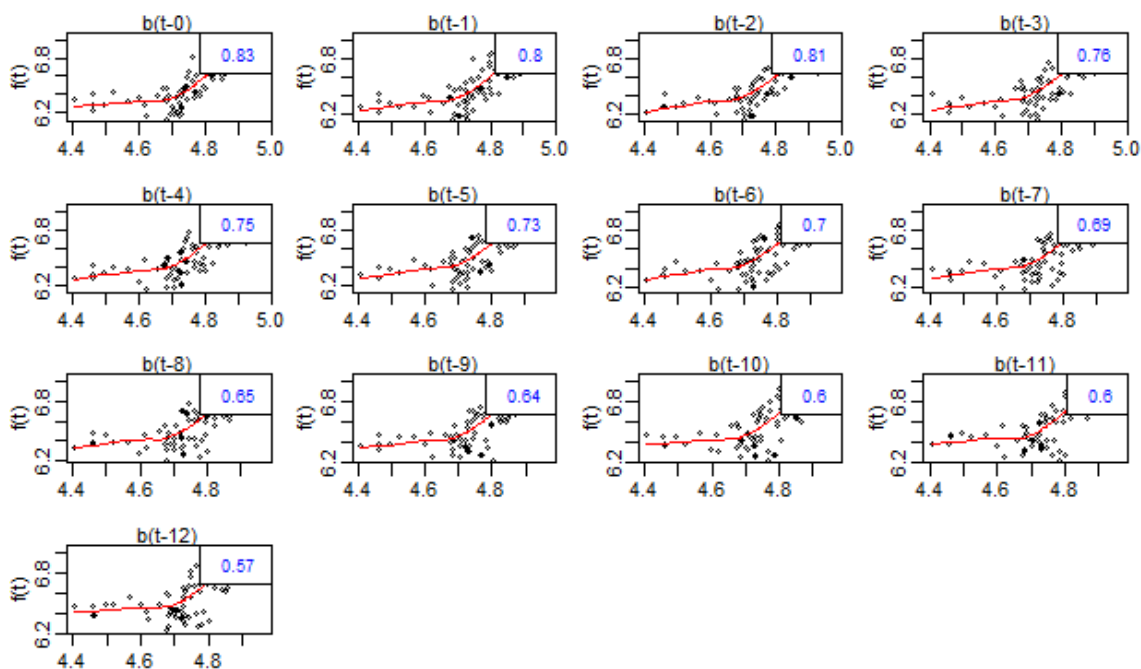 b(t-0) b(t-1) b(t-2) b(t-3)
0.83 0.8 0.81 0.76
f(t) 6.2 6.8 f(t) 6.2 6.8 f(t) 6.2 6.8 f(t) 6.2 6.8
4.4 4.6 4.8 5.0 4.4 4.6 4.8 5.0 4.4 4.6 4.8 5.0 4.4 4.6 4.8 5.0
b(t-4) b(t-5) b(t-6) b(t-7)
0.75 0.73 0.7 0.69
f(t) 6.2 6.8 f(t) 6.2 6.8 f(t) 6.2 6.8 f(t) 6.2 6.8
4.4 4.6 4.8 5.0 4.4 4.6 4.8 4.4 4.6 4.8 4.4 4.6 4.8
b(t-8) b(t-9) b(t-10) b(t-11)
0.65 0.64 0.6 0.6
f(t) 6.2 6.8 f(t) 6.2 6.8 f(t) 6.2 6.8 f(t) 6.2 6.8
4.4 4.6 4.8 4.4 4.6 4.8 4.4 4.6 4.8 4.4 4.6 4.8
b(t-12)
0.57
f(t) 6.2 6.8
4.4 4.6 4.8